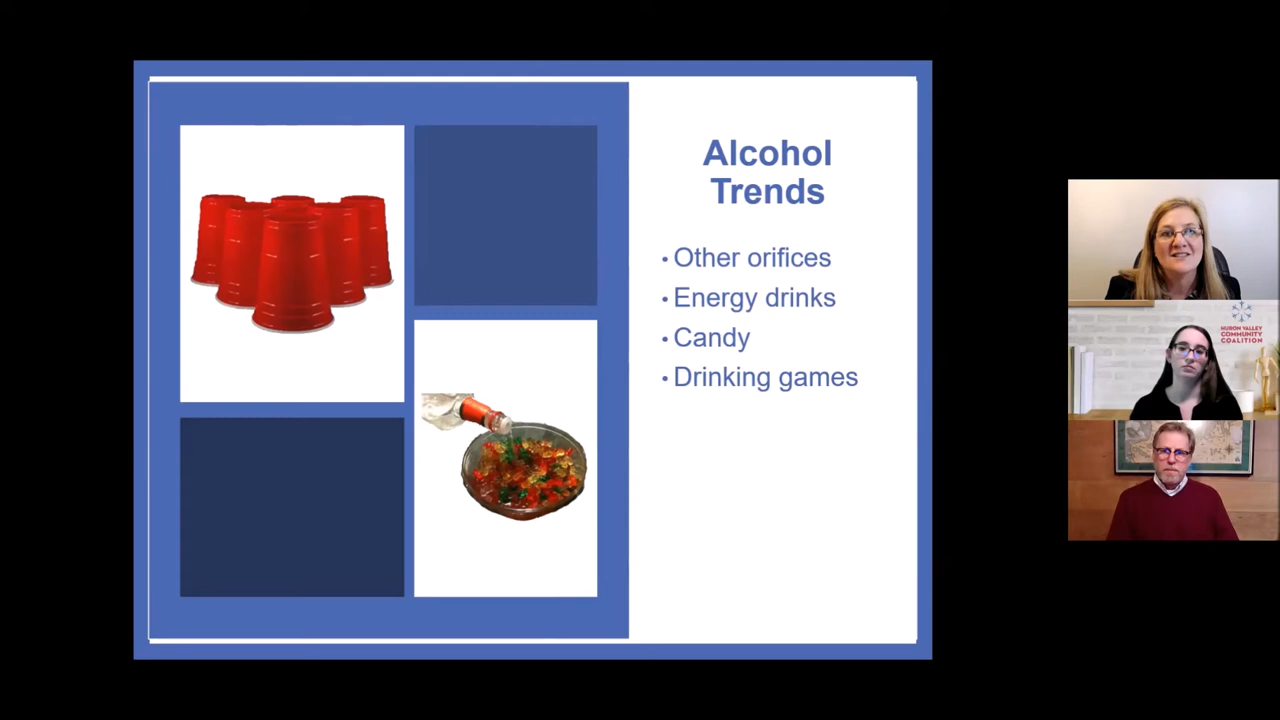 Alcohol
Trends
• Other orifices
• Energy drinks
• Candy
• Drinking games
HURON VALLEY
COMMUNITY
COALITION